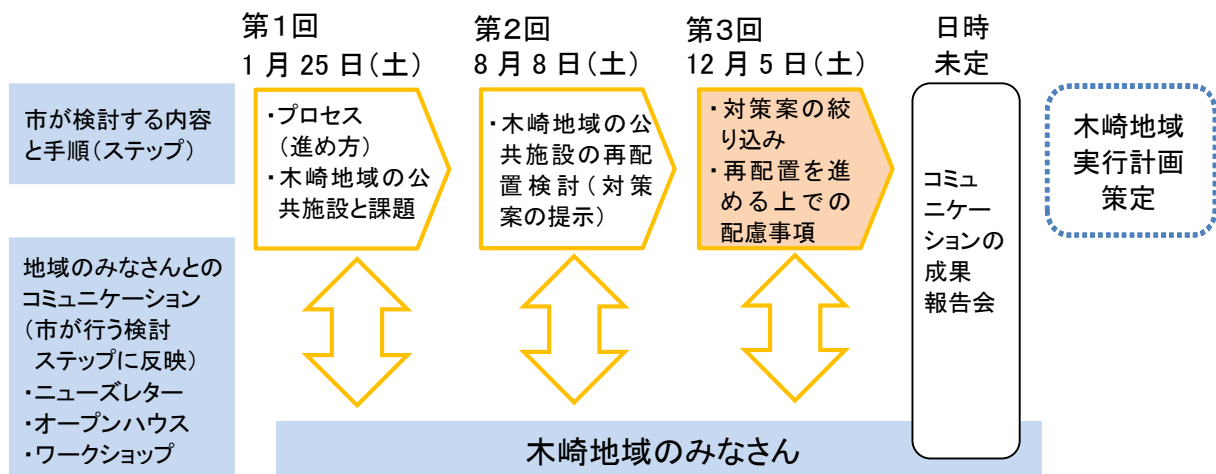 第1回
1 月 25 日(土)
第2回
8 月 8 日(土)
第3回
12 月 5 日(土)
日時
未定
市が検討する内容
と手順(ステップ)
・プロセス
(進め方)
・木崎地域の公
共施設と課題
・木崎地域の公
共施設の再配
置検討(対策
案の提示)
・対策案の絞
り込み
・再配置を進
める上での
配慮事項
コミュ
ニケー
ションの
成果
報告会
木崎地域
実行計画
策定
地域のみなさんとの
コミュニケーション
(市が行う検討
ステップに反映)
・ニューズレター
・オープンハウス
・ワークショップ
木崎地域のみなさん